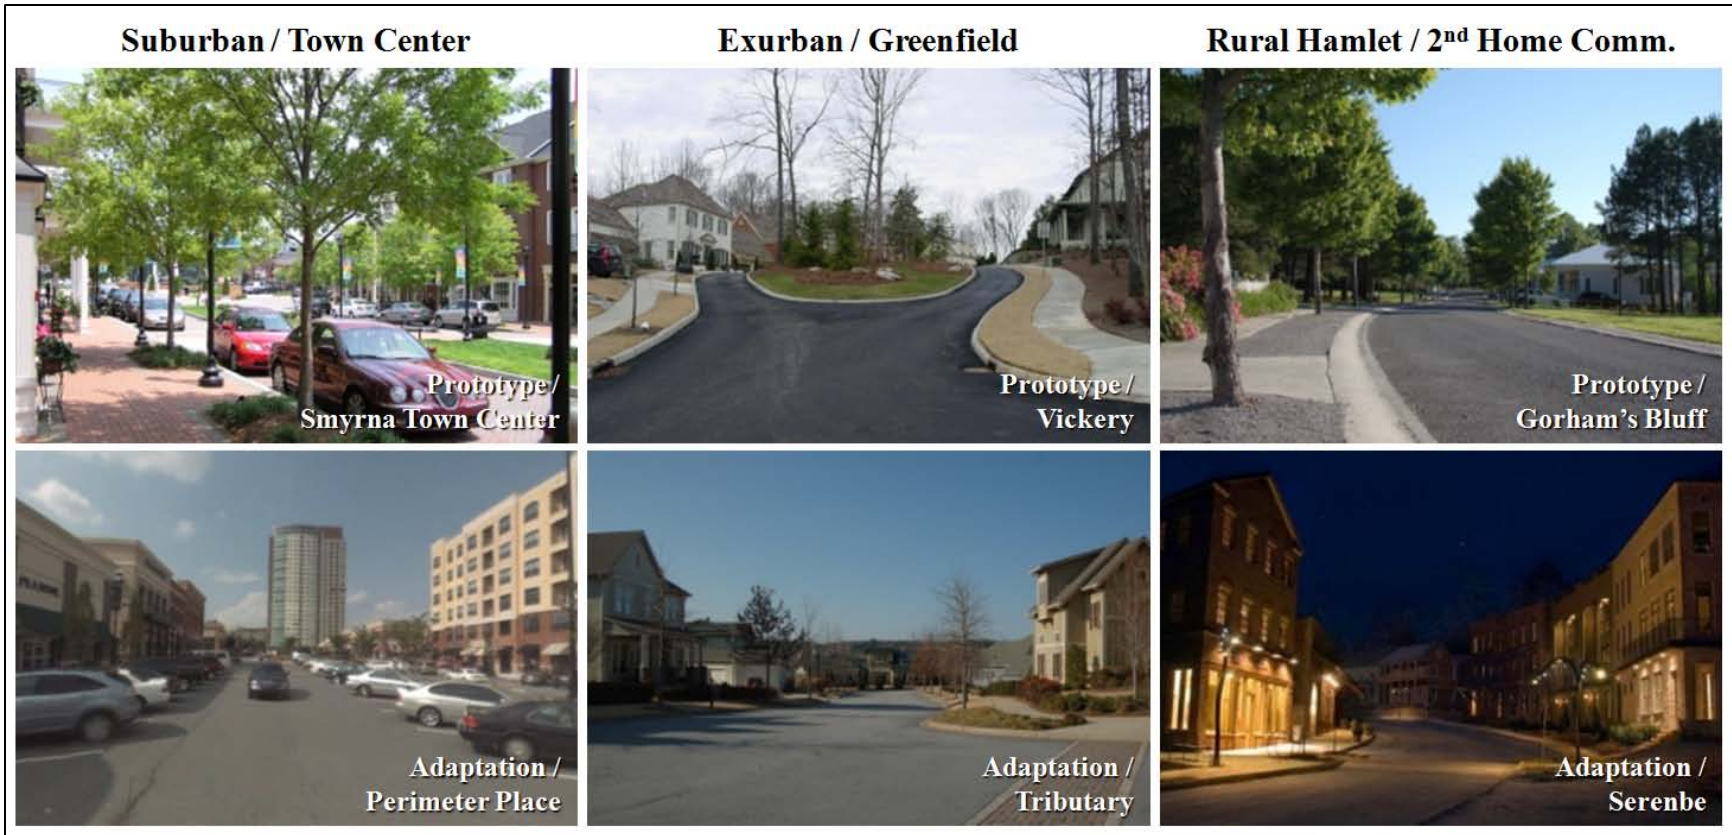 Suburban / Town Center
Exurban / Greenfield
Rural Hamlet / 2nd Home Comm.
Prototype /
Smyrna Town Center
Prototype /
Vickery
Prototype /
Gorham’s Bluff
Adaptation /
Perimeter Place
Adaptation /
Tributary
Adaptation /
Serenbe